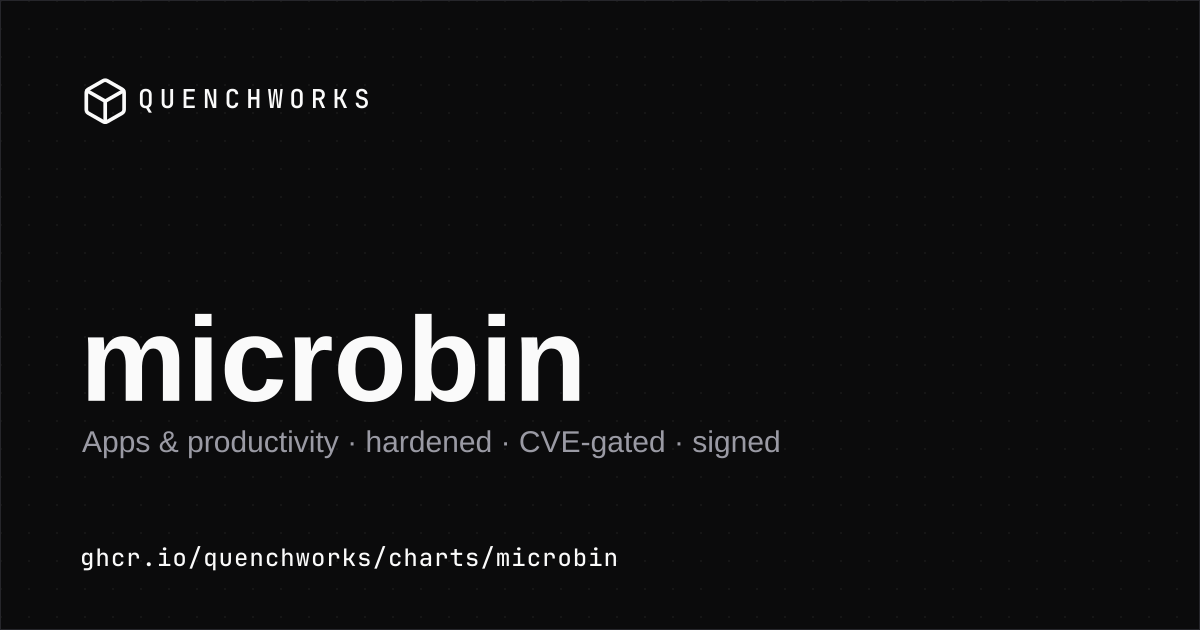 QUENCHWORKS
microbin
Apps & productivity · hardened · CVE-gated · signed
ghcr.io/quenchworks/charts/microbin